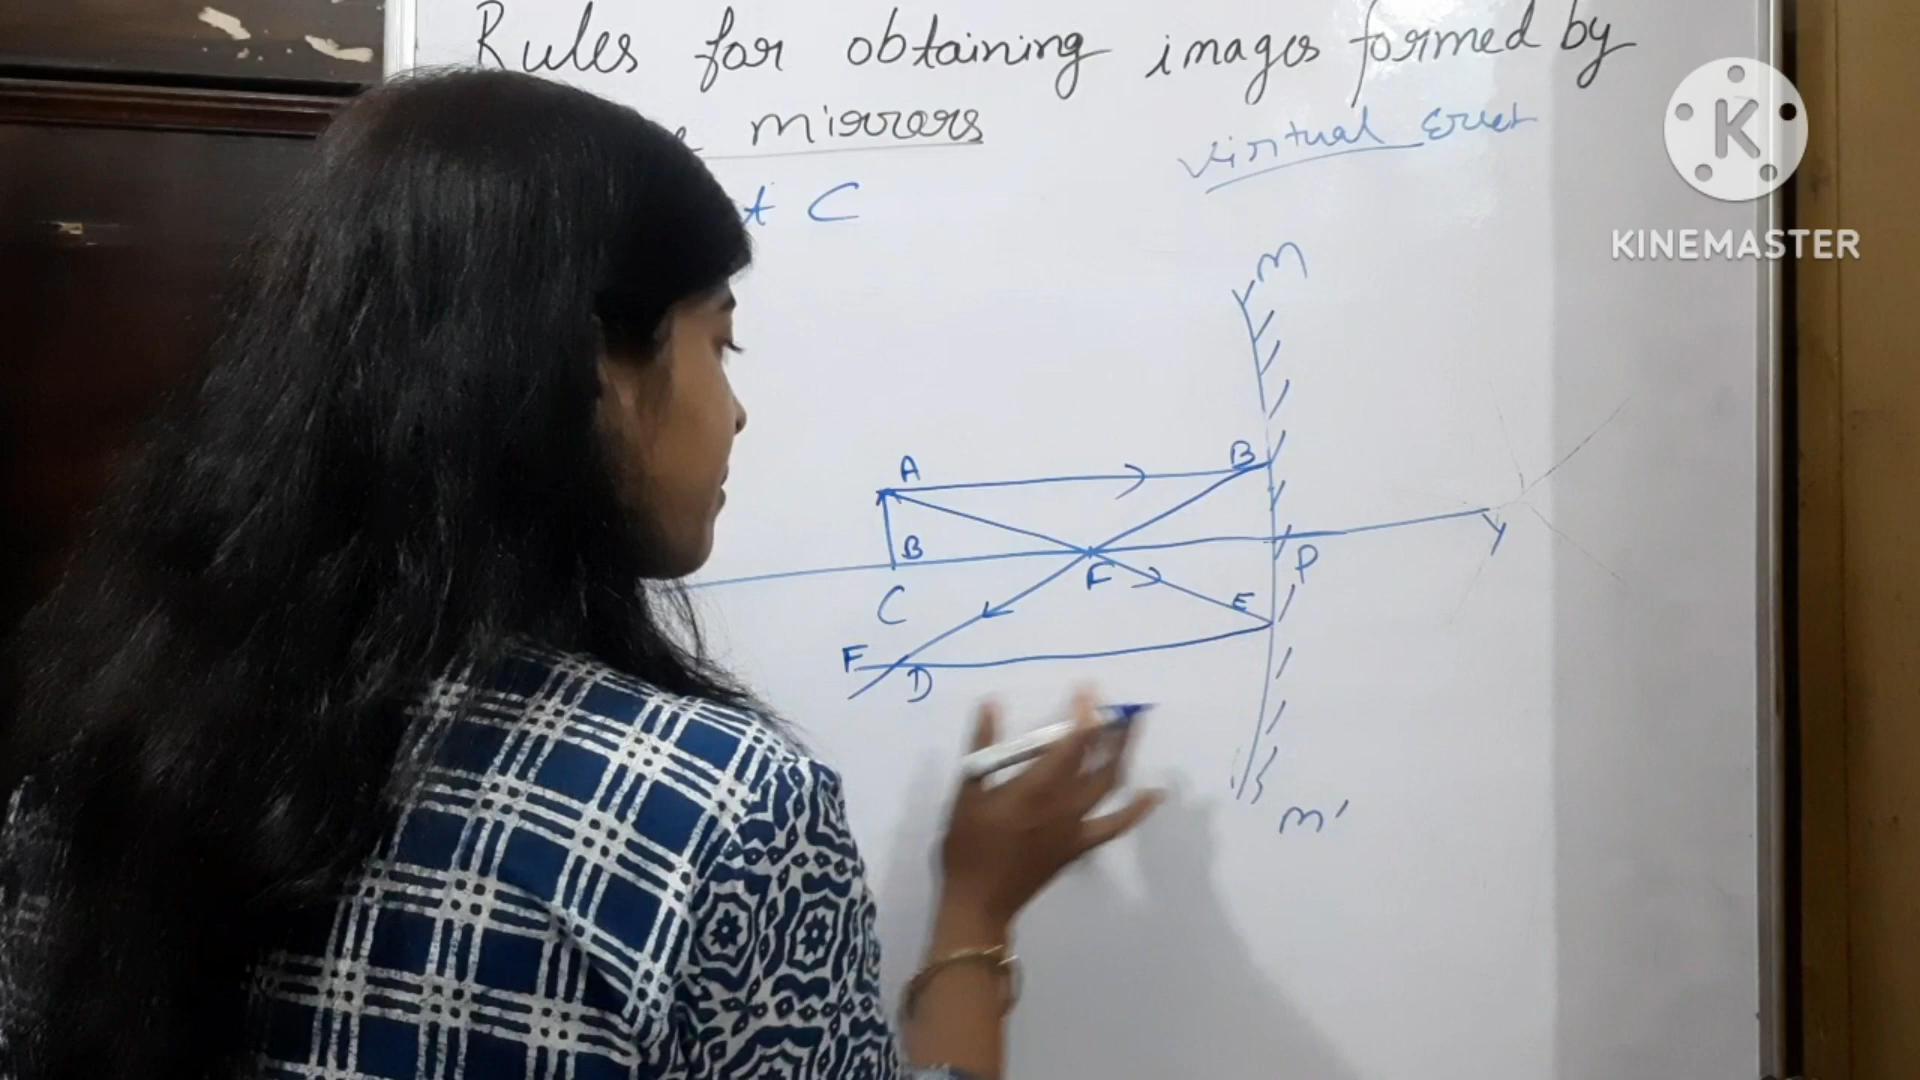 Rules for obtaining images formed by
mirrors
Virtual Erect
t C
M
A
B
B
F
P
Y
C
E
F
D
M'
K
KINEMASTER